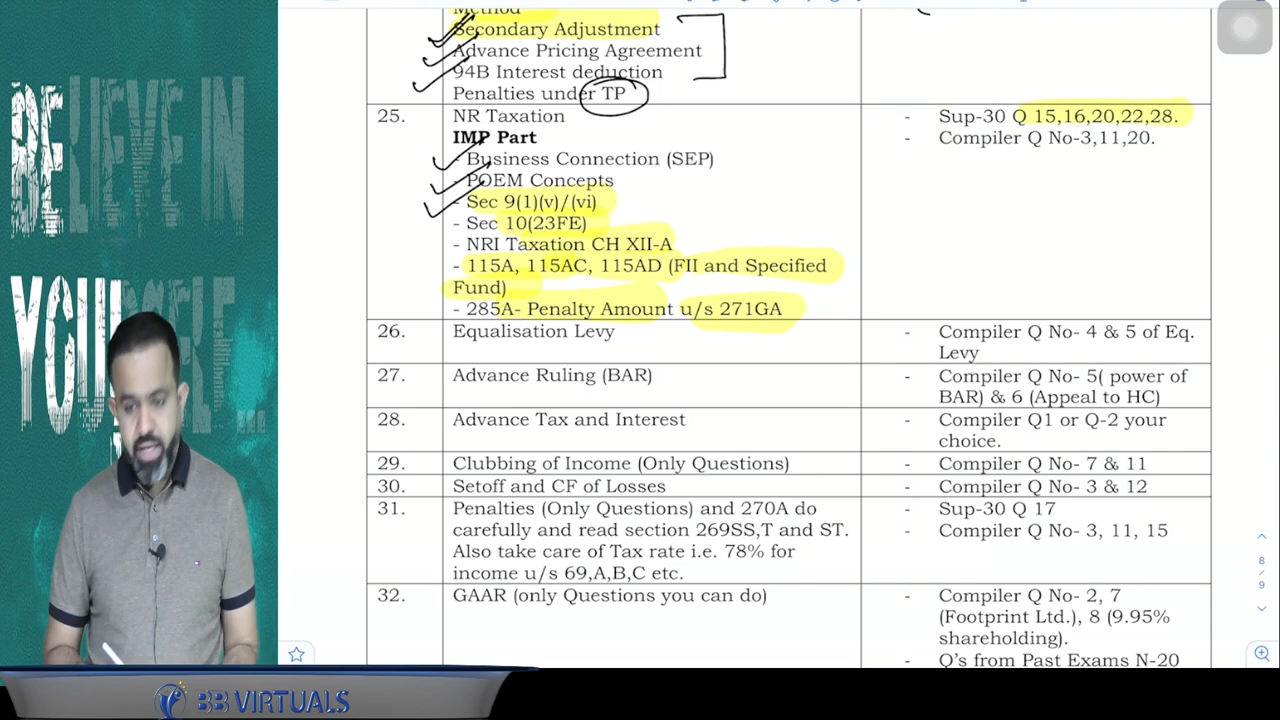 BELIEVE IN
YOURSELF...
Method
Secondary Adjustment
Advance Pricing Agreement
94B Interest deduction
Penalties under TP
25.
NR Taxation
IMP Part
- Business Connection (SEP)
- POEM Concepts
- Sec 9(1)(v)/(vi)
- Sec 10(23FE)
- NRI Taxation CH XII-A
- 115A, 115AC, 115AD (FII and Specified
Fund)
- 285A- Penalty Amount u/s 271GA
- Sup-30 Q 15,16,20,22,28.
- Compiler Q No-3,11,20.
26.
Equalisation Levy
- Compiler Q No- 4 & 5 of Eq.
Levy
27.
Advance Ruling (BAR)
- Compiler Q No- 5( power of
BAR) & 6 (Appeal to HC)
28.
Advance Tax and Interest
- Compiler Q1 or Q-2 your
choice.
29.
Clubbing of Income (Only Questions)
- Compiler Q No- 7 & 11
30.
Setoff and CF of Losses
- Compiler Q No- 3 & 12
31.
Penalties (Only Questions) and 270A do
carefully and read section 269SS,T and ST.
Also take care of Tax rate i.e. 78% for
income u/s 69,A,B,C etc.
- Sup-30 Q 17
- Compiler Q No- 3, 11, 15
32.
GAAR (only Questions you can do)
- Compiler Q No- 2, 7
(Footprint Ltd.), 8 (9.95%
shareholding).
- Q's from Past Exams N-20
8
/
9
BB VIRTUALS